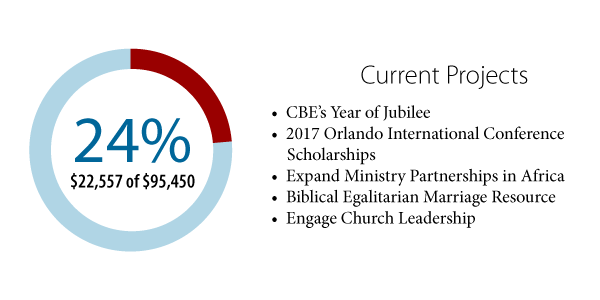 24%
$22,557 of $95,450
Current Projects
• CBE’s Year of Jubilee
• 2017 Orlando International Conference
Scholarships
• Expand Ministry Partnerships in Africa
• Biblical Egalitarian Marriage Resource
• Engage Church Leadership